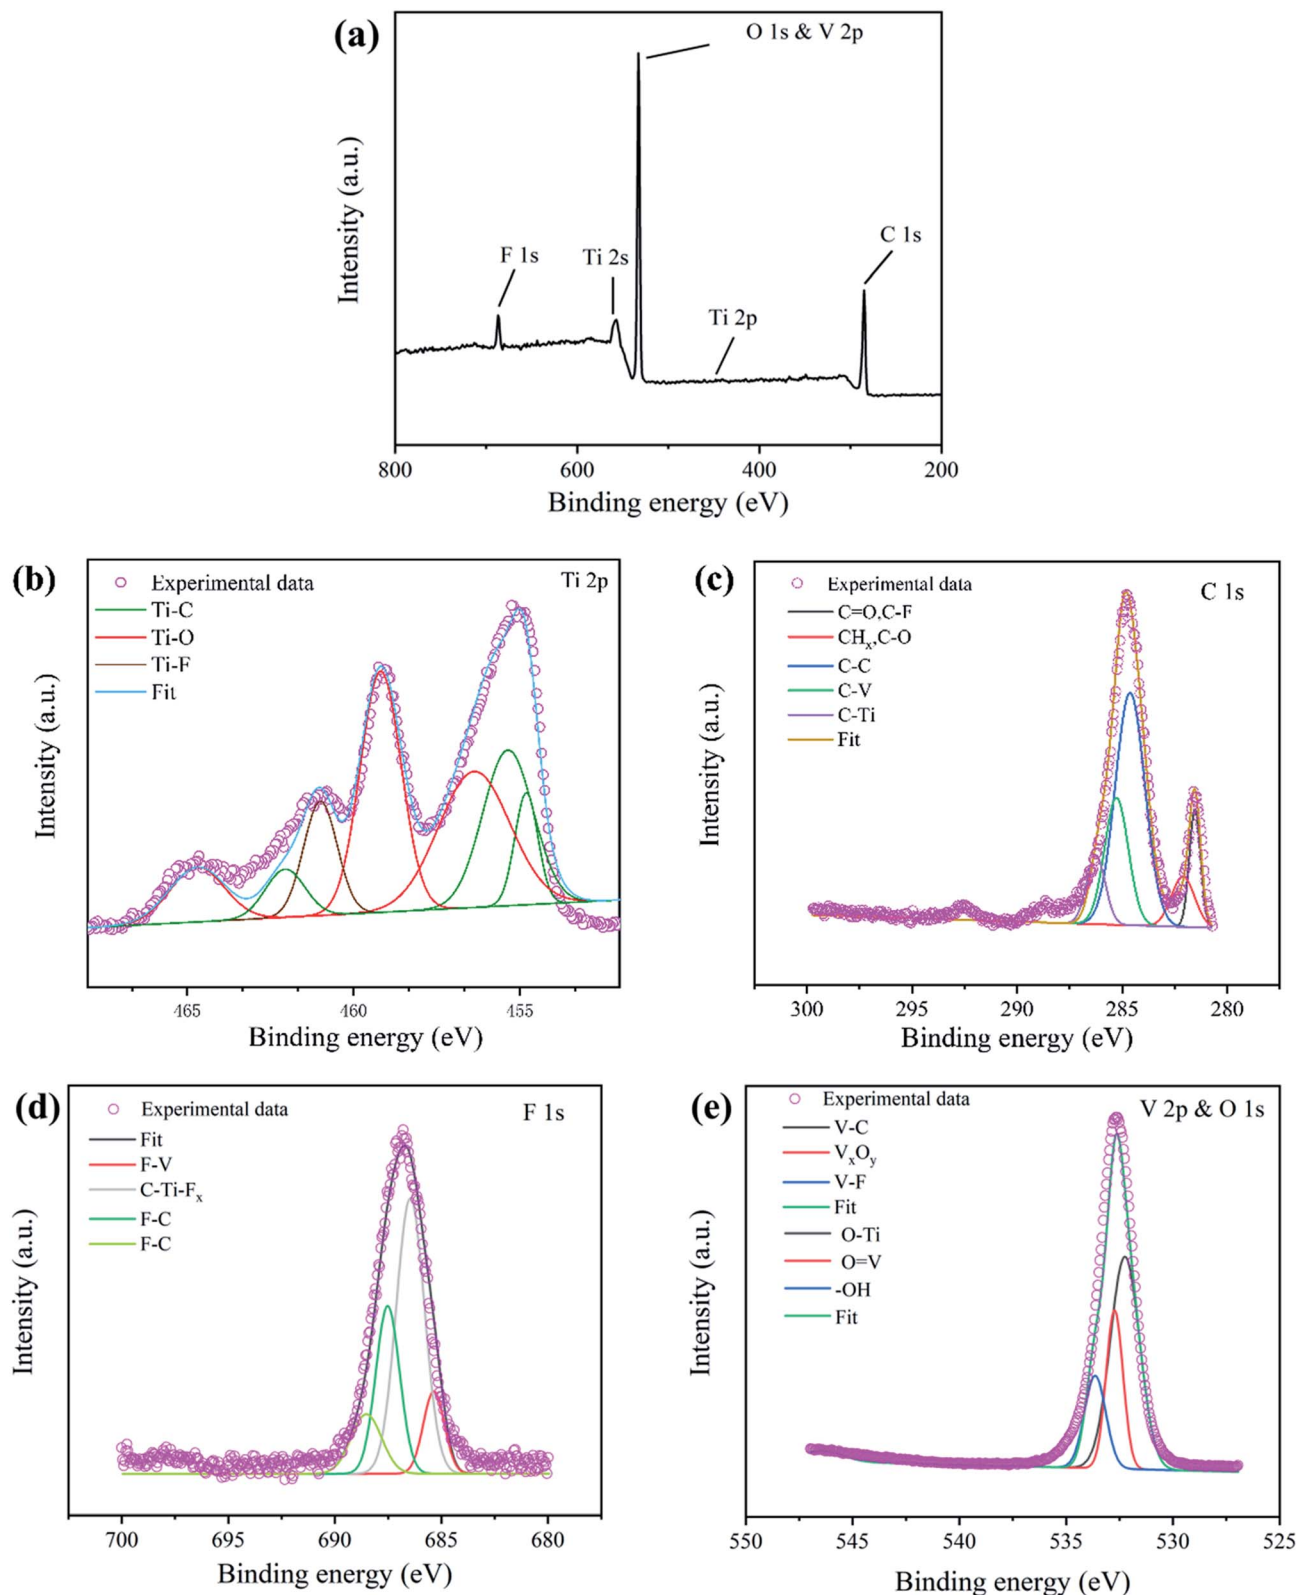 (a)
O 1s & V 2p
C 1s
F 1s
Ti 2s
Ti 2p
Intensity (a.u.)
800 600 400 200
Binding energy (eV)
(b)
Experimental data
Ti 2p
Ti-C
Ti-O
Ti-F
Fit
Intensity (a.u.)
465 460 455
Binding energy (eV)
(c)
Experimental data
C 1s
C=O,C-F
CHx,C-O
C-C
C-V
C-Ti
Fit
Intensity (a.u.)
300 295 290 285 280
Binding energy (eV)
(d)
Experimental data
F 1s
Fit
F-V
C-Ti-Fx
F-C
F-C
Intensity (a.u.)
700 695 690 685 680
Binding energy (eV)
(e)
Experimental data
V 2p & O 1s
V-C
VxOy
V-F
Fit
O-Ti
O=V
-OH
Fit
Intensity (a.u.)
550 545 540 535 530 525
Binding energy (eV)